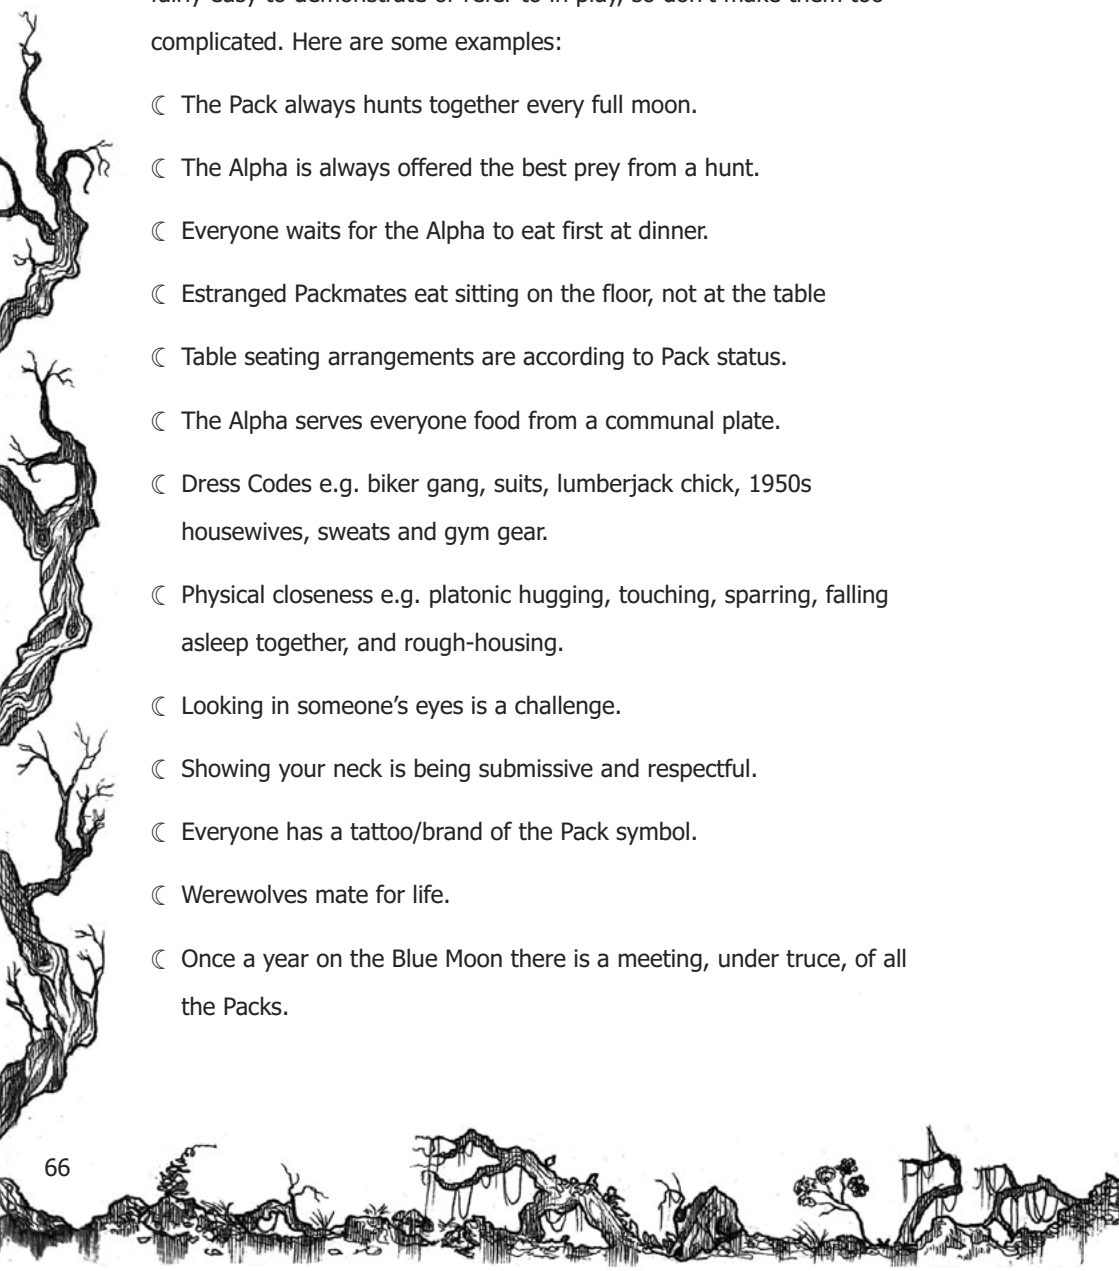 complicated. Here are some examples:
☾ The Pack always hunts together every full moon.
☾ The Alpha is always offered the best prey from a hunt.
☾ Everyone waits for the Alpha to eat first at dinner.
☾ Estranged Packmates eat sitting on the floor, not at the table
☾ Table seating arrangements are according to Pack status.
☾ The Alpha serves everyone food from a communal plate.
☾ Dress Codes e.g. biker gang, suits, lumberjack chick, 1950s
housewives, sweats and gym gear.
☾ Physical closeness e.g. platonic hugging, touching, sparring, falling
asleep together, and rough-housing.
☾ Looking in someone’s eyes is a challenge.
☾ Showing your neck is being submissive and respectful.
☾ Everyone has a tattoo/brand of the Pack symbol.
☾ Werewolves mate for life.
☾ Once a year on the Blue Moon there is a meeting, under truce, of all
the Packs.
66